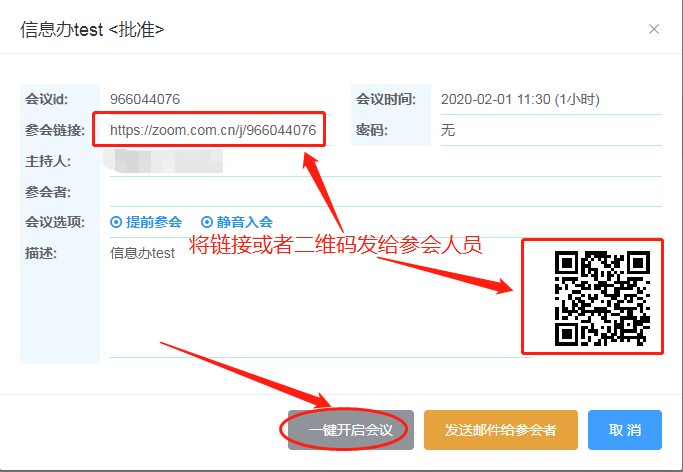 信息办test <批准>
会议id: 966044076 会议时间: 2020-02-01 11:30 (1小时)
参会链接: https://zoom.com.cn/j/966044076 密码: 无
主持人:
参会者:
会议选项: 提前参会 静音入会
将链接或者二维码发给参会人员
描述: 信息办test
一键开启会议 发送邮件给参会者 取 消